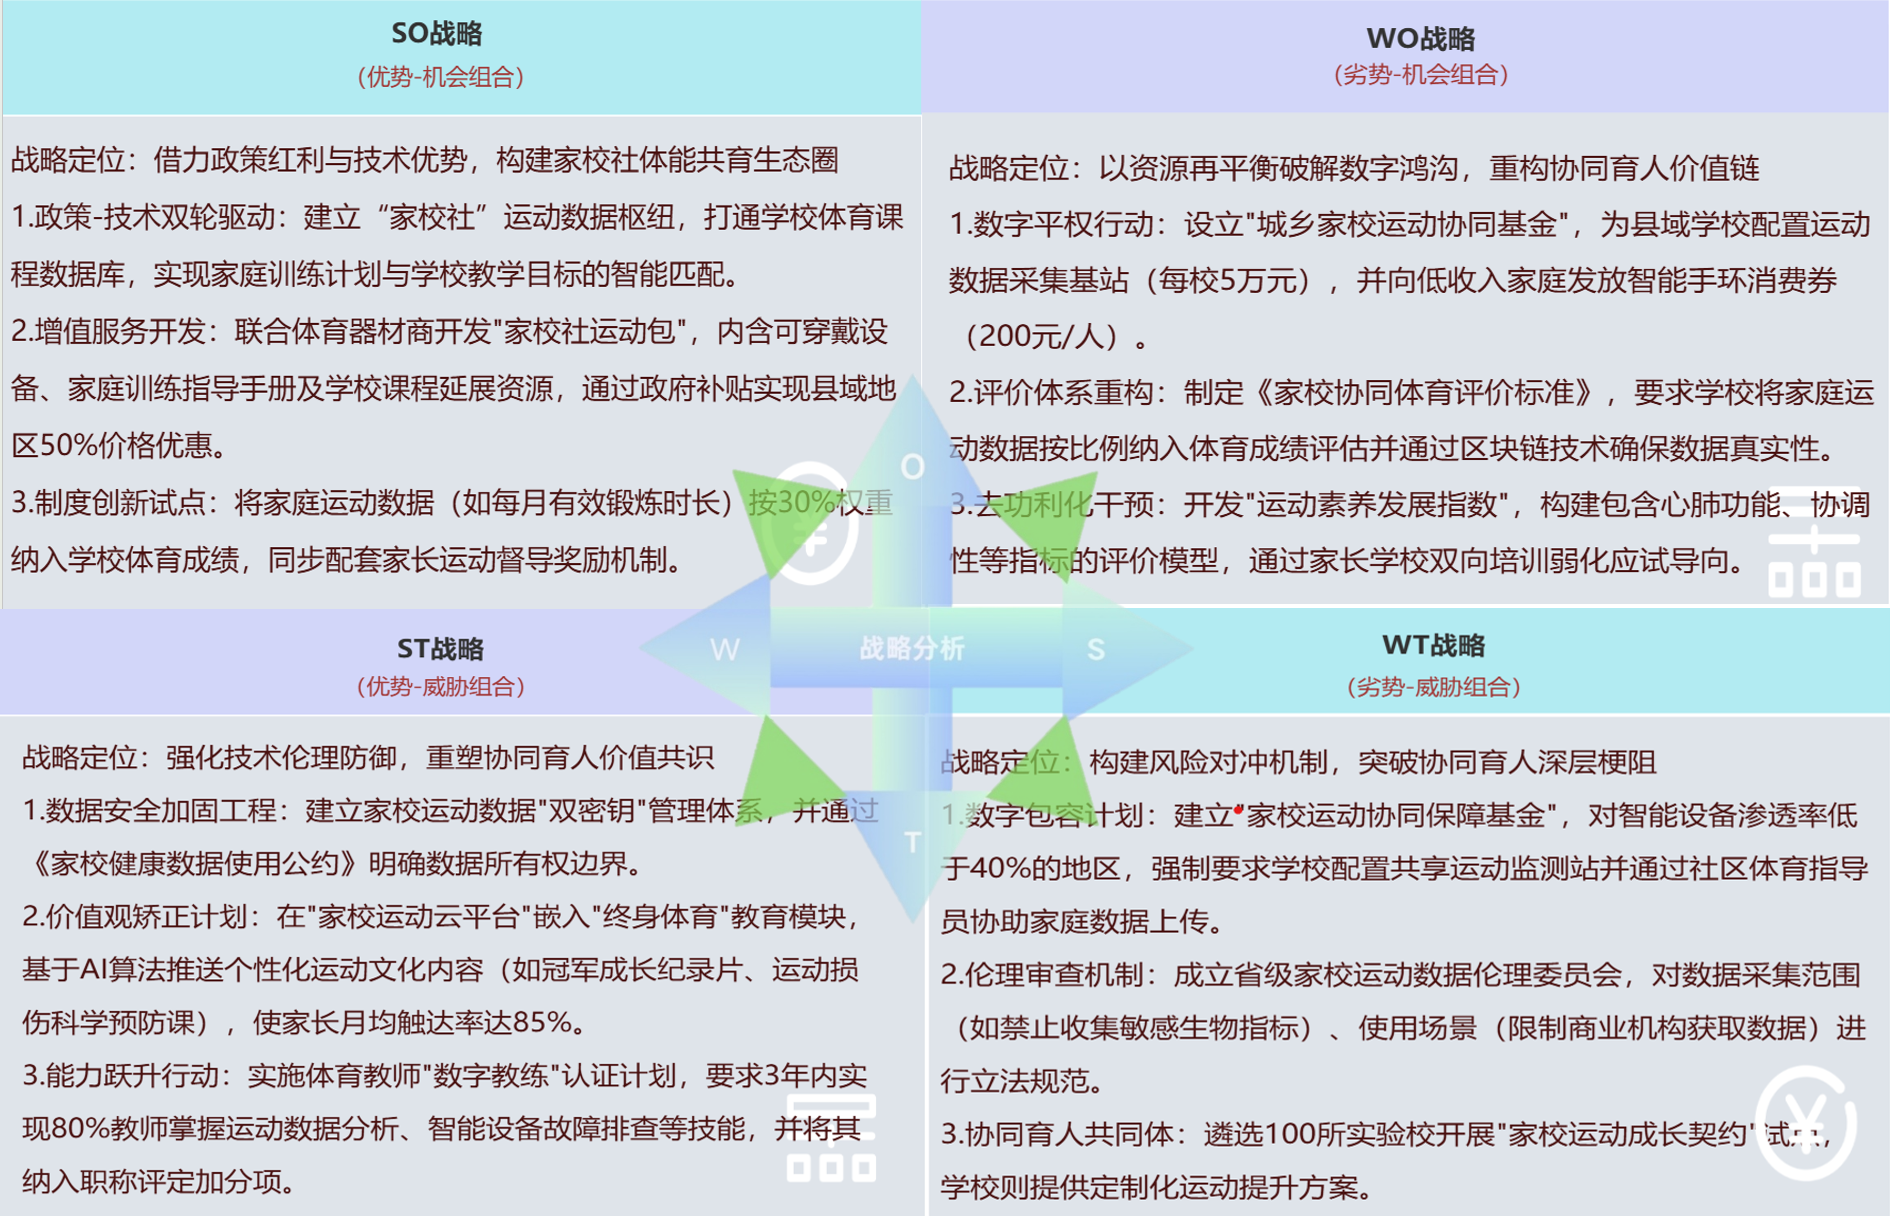 SO战略
（优势-机会组合）
战略定位：借力政策红利与技术优势，构建家校社体能共育生态圈
1.政策-技术双轮驱动：建立“家校社”运动数据枢纽，打通学校体育课
程数据库，实现家庭训练计划与学校教学目标的智能匹配。
2.增值服务开发：联合体育器材商开发"家校社运动包"，内含可穿戴设
备、家庭训练指导手册及学校课程延展资源，通过政府补贴实现县域地
区50%价格优惠。
3.制度创新试点：将家庭运动数据（如每月有效锻炼时长）按30%权重
纳入学校体育成绩，同步配套家长运动督导奖励机制。
WO战略
（劣势-机会组合）
战略定位：以资源再平衡破解数字鸿沟，重构协同育人价值链
1.数字平权行动：设立"城乡家校运动协同基金"，为县域学校配置运动
数据采集基站（每校5万元），并向低收入家庭发放智能手环消费券
（200元/人）。
2.评价体系重构：制定《家校协同体育评价标准》，要求学校将家庭运
动数据按比例纳入体育成绩评估并通过区块链技术确保数据真实性。
3.去功利化干预：开发"运动素养发展指数"，构建包含心肺功能、协调
性等指标的评价模型，通过家长学校双向培训弱化应试导向。
O
W
战略分析
S
T
ST战略
（优势-威胁组合）
战略定位：强化技术伦理防御，重塑协同育人价值共识
1.数据安全加固工程：建立家校运动数据"双密钥"管理体系，并通过
《家校健康数据使用公约》明确数据所有权边界。
2.价值观矫正计划：在"家校运动云平台"嵌入"终身体育"教育模块，
基于AI算法推送个性化运动文化内容（如冠军成长纪录片、运动损
伤科学预防课），使家长月均触达率达85%。
3.能力跃升行动：实施体育教师"数字教练"认证计划，要求3年内实
现80%教师掌握运动数据分析、智能设备故障排查等技能，并将其
纳入职称评定加分项。
WT战略
（劣势-威胁组合）
战略定位：构建风险对冲机制，突破协同育人深层梗阻
1.数字包容计划：建立"家校运动协同保障基金"，对智能设备渗透率低
于40%的地区，强制要求学校配置共享运动监测站并通过社区体育指导
员协助家庭数据上传。
2.伦理审查机制：成立省级家校运动数据伦理委员会，对数据采集范围
（如禁止收集敏感生物指标）、使用场景（限制商业机构获取数据）进
行立法规范。
3.协同育人共同体：遴选100所实验校开展"家校运动成长契约"试点，
学校则提供定制化运动提升方案。